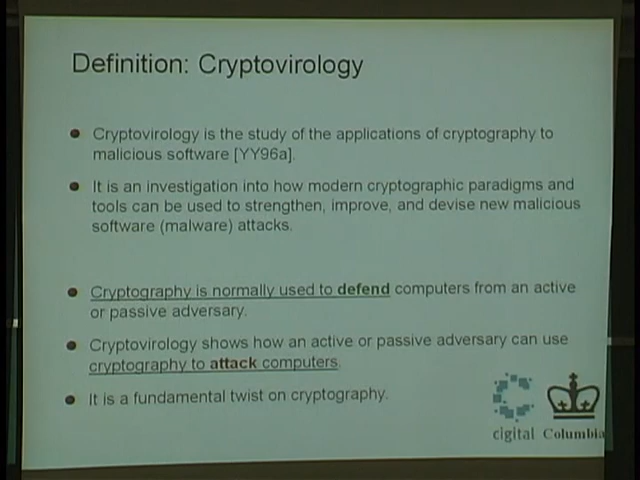 Definition: Cryptovirology
Cryptovirology is the study of the applications of cryptography to
malicious software [YY96a].
It is an investigation into how modern cryptographic paradigms and
tools can be used to strengthen, improve, and devise new malicious
software (malware) attacks.
Cryptography is normally used to defend computers from an active
or passive adversary.
Cryptovirology shows how an active or passive adversary can use
cryptography to attack computers.
It is a fundamental twist on cryptography.
cigital Columbia